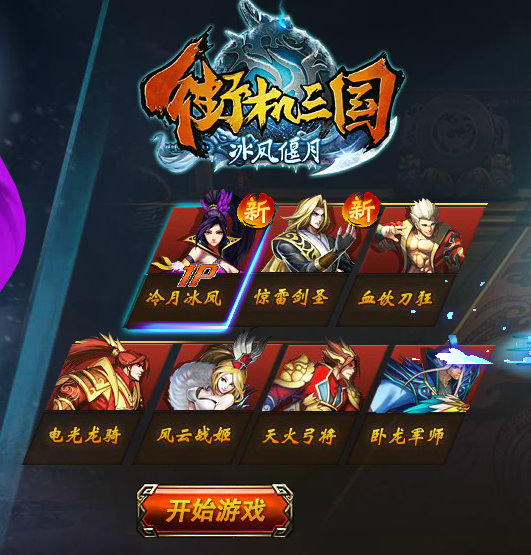 街机三国
冰凤偃月
新
新
1P
冷月冰凤
惊雷剑圣
血饮刀狂
电光龙骑
风云战姬
天火弓将
卧龙军师
开始游戏